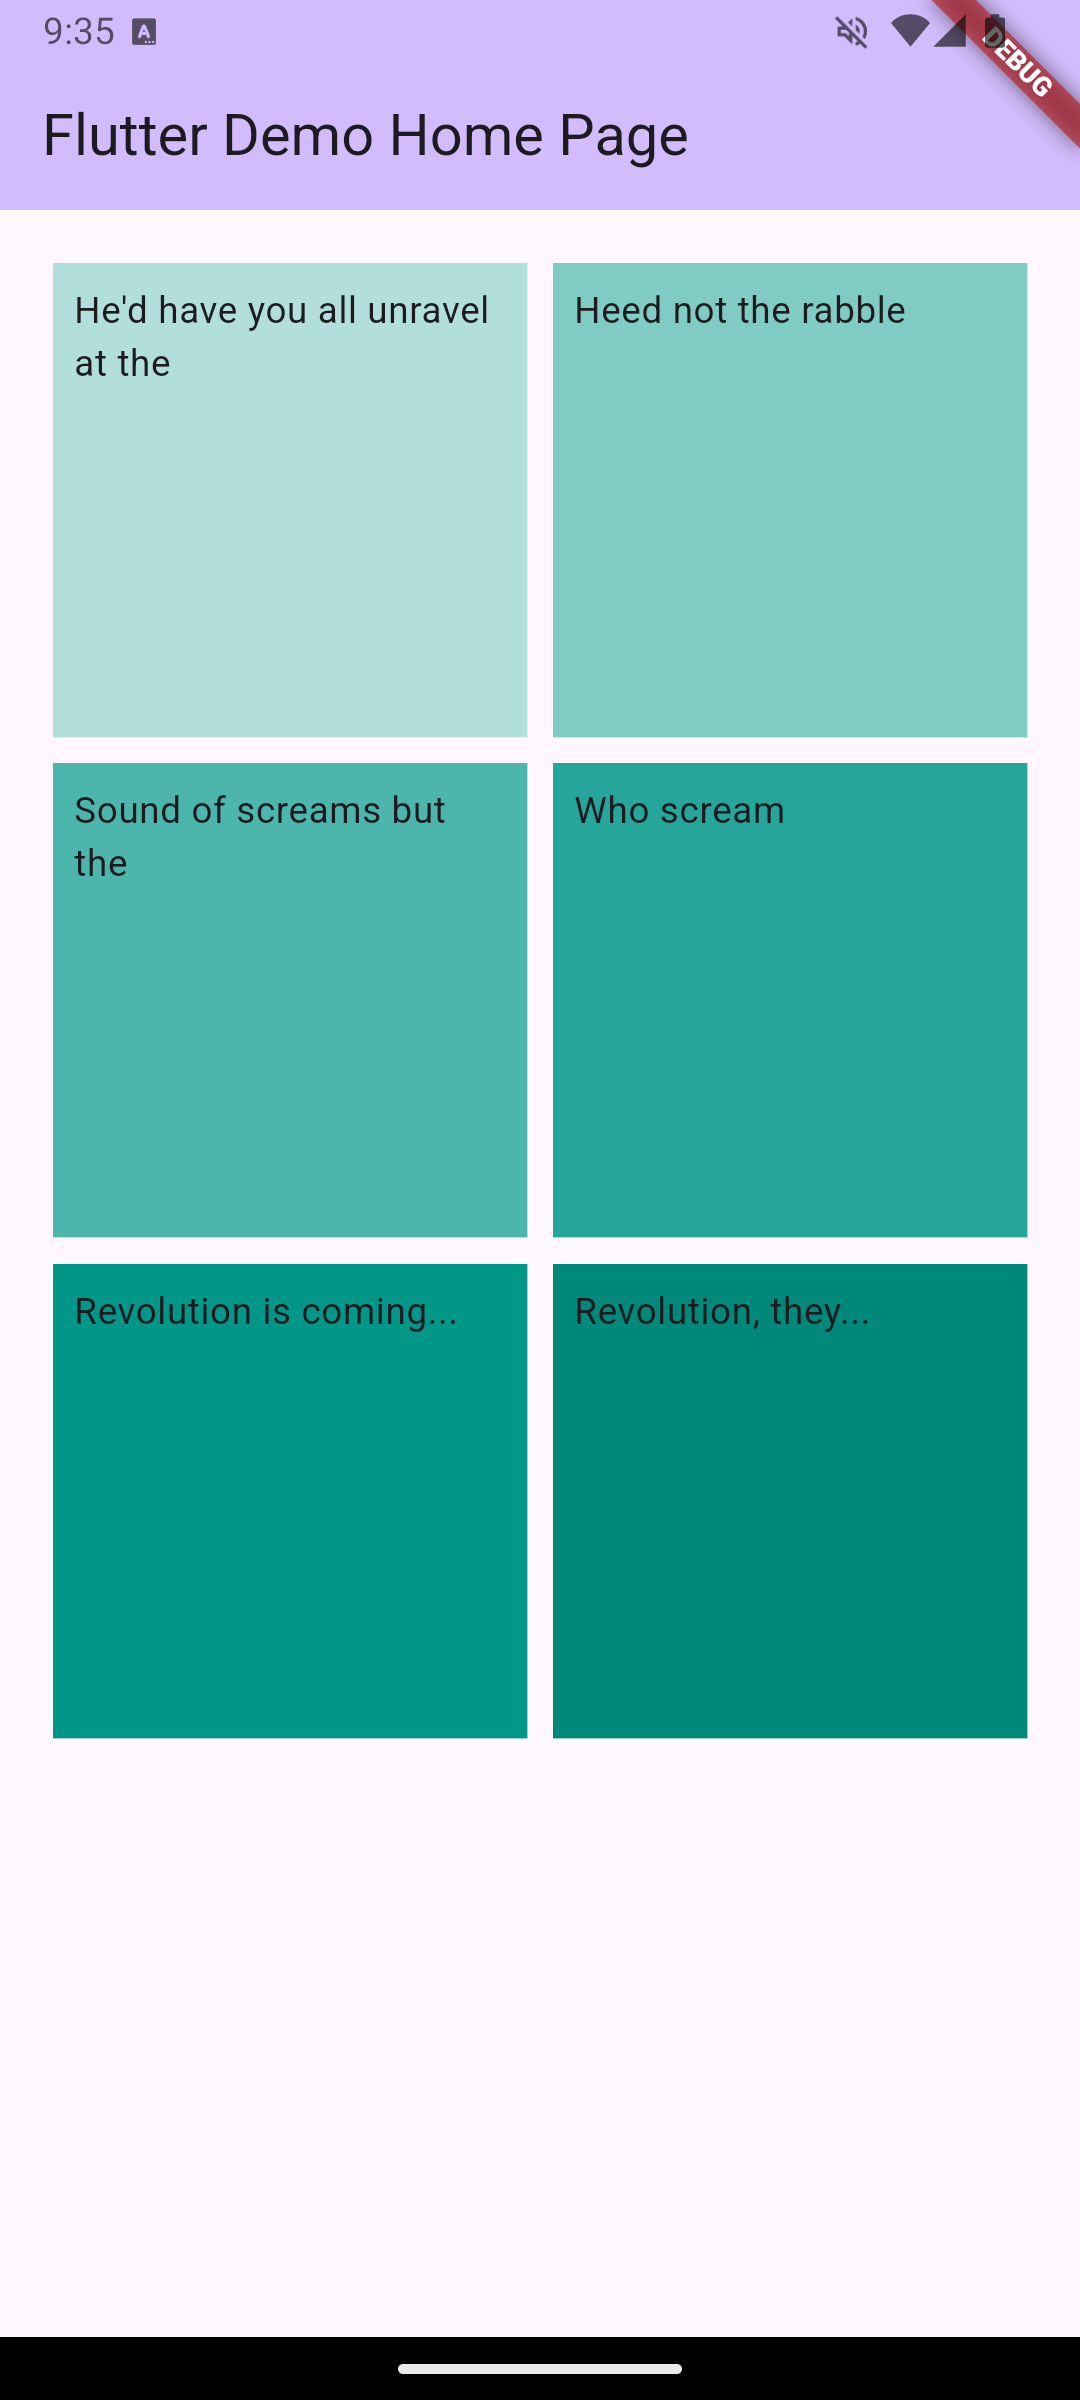 9:35
DEBUG
Flutter Demo Home Page
He'd have you all unravel
at the
Heed not the rabble
Sound of screams but
the
Who scream
Revolution is coming...
Revolution, they...